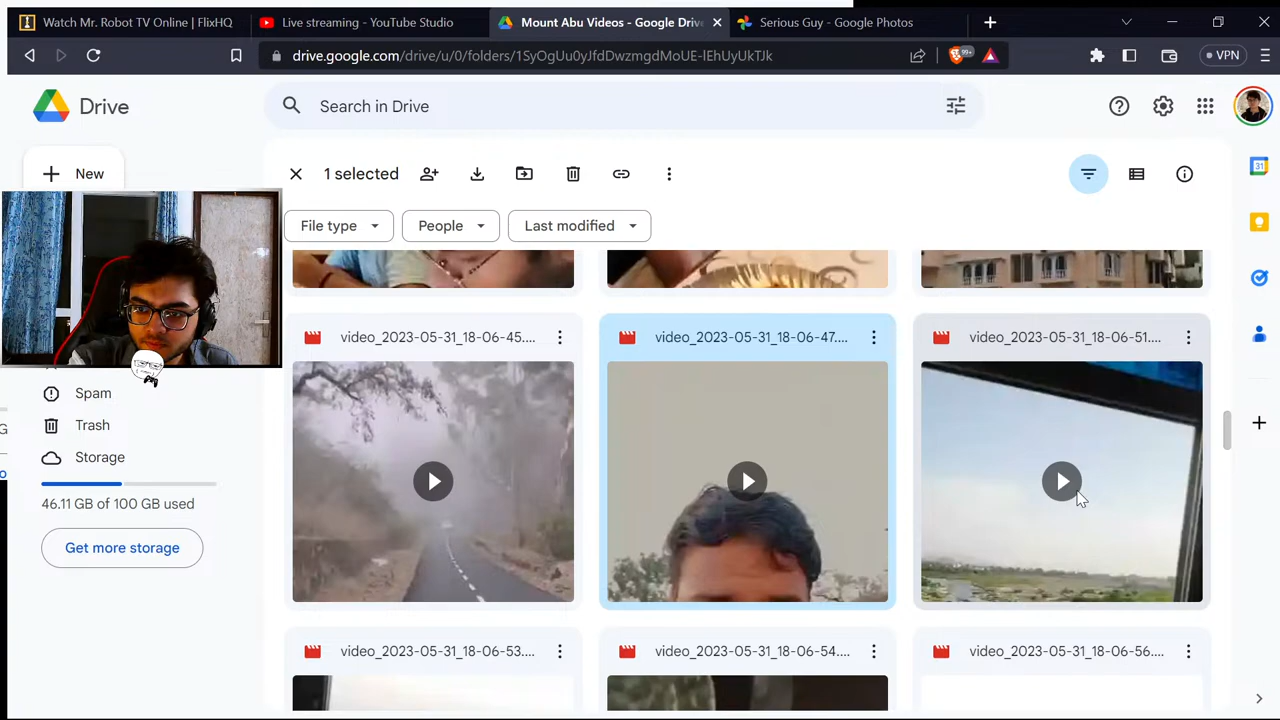 Watch Mr. Robot TV Online | FlixHQ
Live streaming - YouTube Studio
Mount Abu Videos - Google Driv
Serious Guy - Google Photos
drive.google.com/drive/u/0/folders/1SyOgUu0yJfdDwzmgdMoUE-lEhUyUkTJk
99+
VPN
Drive
Search in Drive
New
1 selected
31
File type
People
Last modified
video_2023-05-31_18-06-45....
video_2023-05-31_18-06-47....
video_2023-05-31_18-06-51....
Spam
Trash
Storage
46.11 GB of 100 GB used
Get more storage
video_2023-05-31_18-06-53....
video_2023-05-31_18-06-54....
video_2023-05-31_18-06-56....